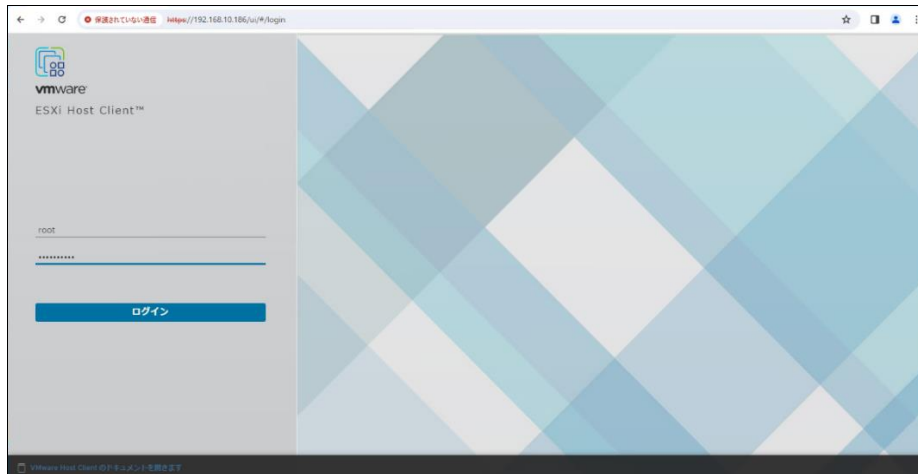 保護されていない通信 https://192.168.10.186/ui/#/login
vmware
ESXi Host Client™
root
••••••••••
ログイン
VMware Host Client のドキュメントを開きます